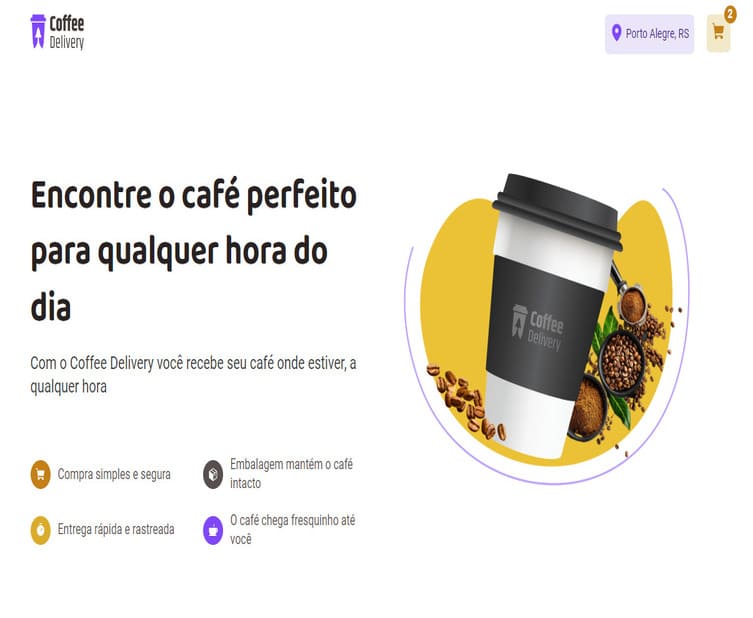 Coffee
Delivery
Porto Alegre, RS
2
Encontre o café perfeito
para qualquer hora do
dia
Com o Coffee Delivery você recebe seu café onde estiver, a
qualquer hora
Coffee
Delivery
Compra simples e segura
Embalagem mantém o café
intacto
Entrega rápida e rastreada
O café chega fresquinho até
você